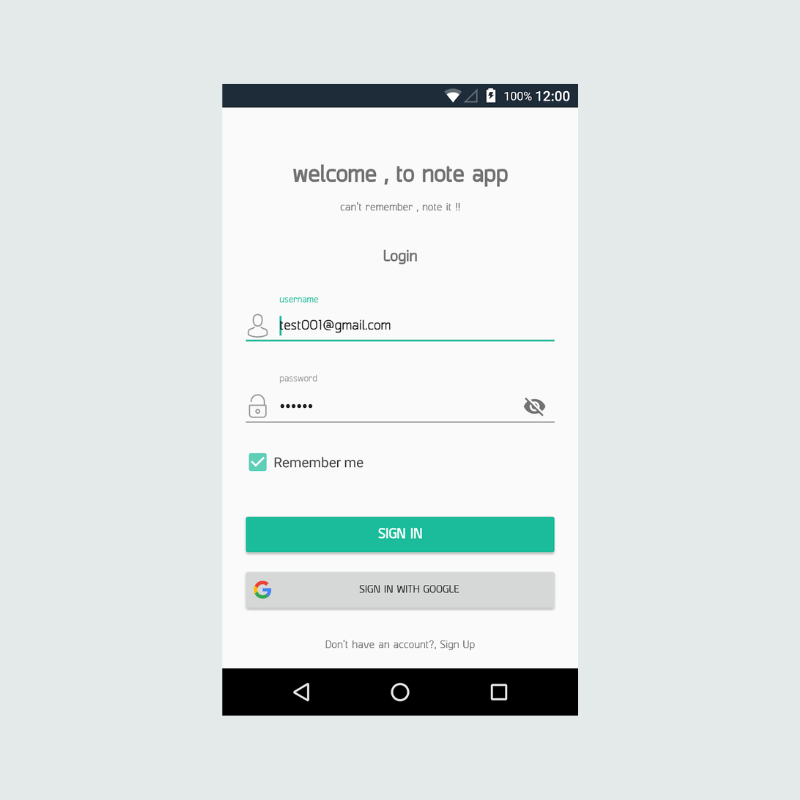 100% 12:00
welcome , to note app
can't remember , note it !!
Login
username
test001@gmail.com
password
••••••
Remember me
SIGN IN
SIGN IN WITH GOOGLE
Don't have an account?, Sign Up